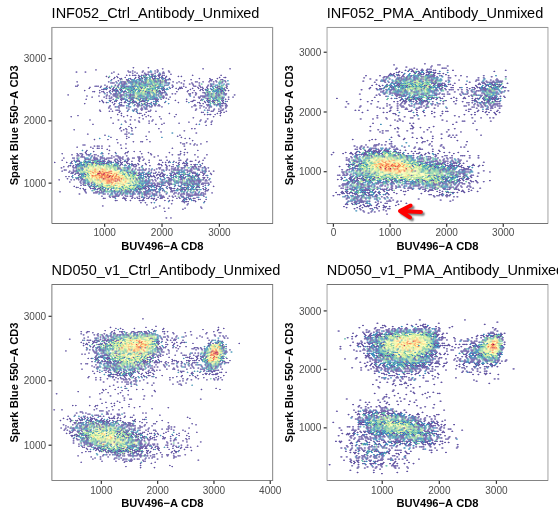 INF052_Ctrl_Antibody_Unmixed
INF052_PMA_Antibody_Unmixed
Spark Blue 550−A CD3
3000
2000
1000
1000
2000
3000
BUV496−A CD8
Spark Blue 550−A CD3
3000
2000
1000
0
1000
2000
3000
BUV496−A CD8
ND050_v1_Ctrl_Antibody_Unmixed
ND050_v1_PMA_Antibody_Unmixe
Spark Blue 550−A CD3
3000
2000
1000
1000
2000
3000
4000
BUV496−A CD8
Spark Blue 550−A CD3
3000
2000
1000
1000
2000
3000
BUV496−A CD8